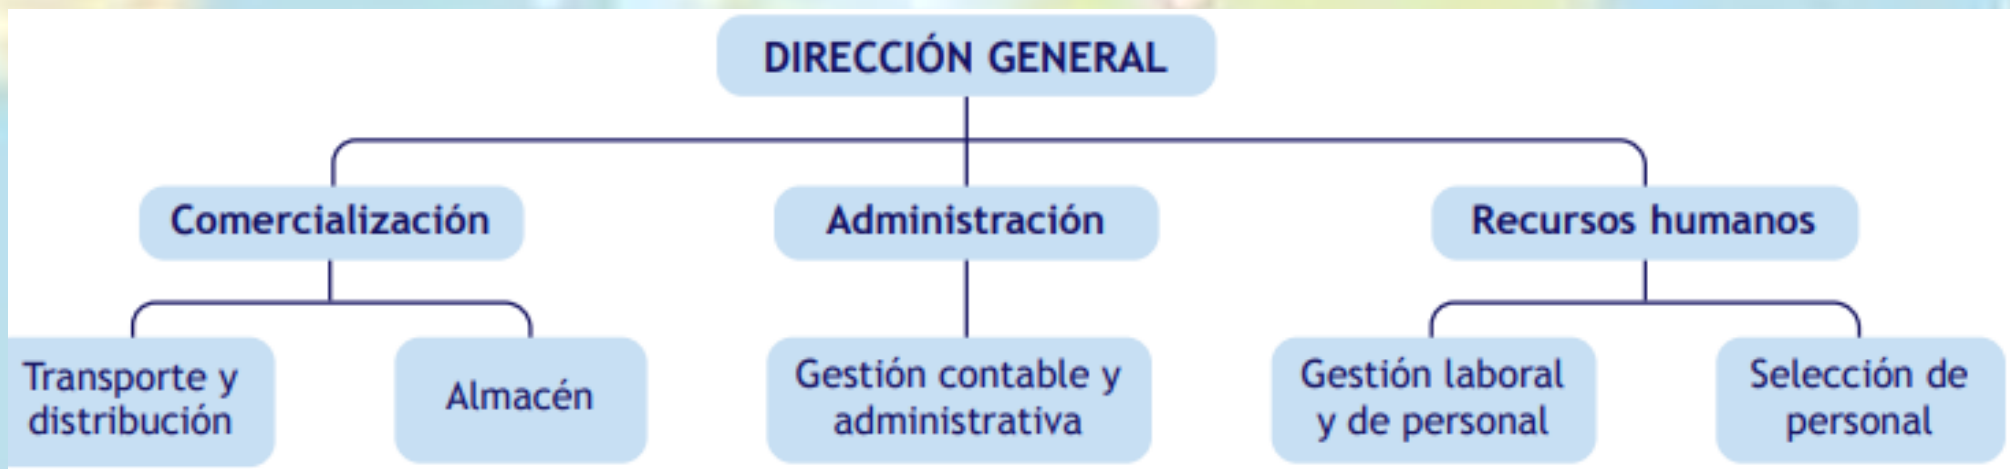 DIRECCIÓN GENERAL
Comercialización
Administración
Recursos humanos
Transporte y
distribución
Almacén
Gestión contable y
administrativa
Gestión laboral
y de personal
Selección de
personal